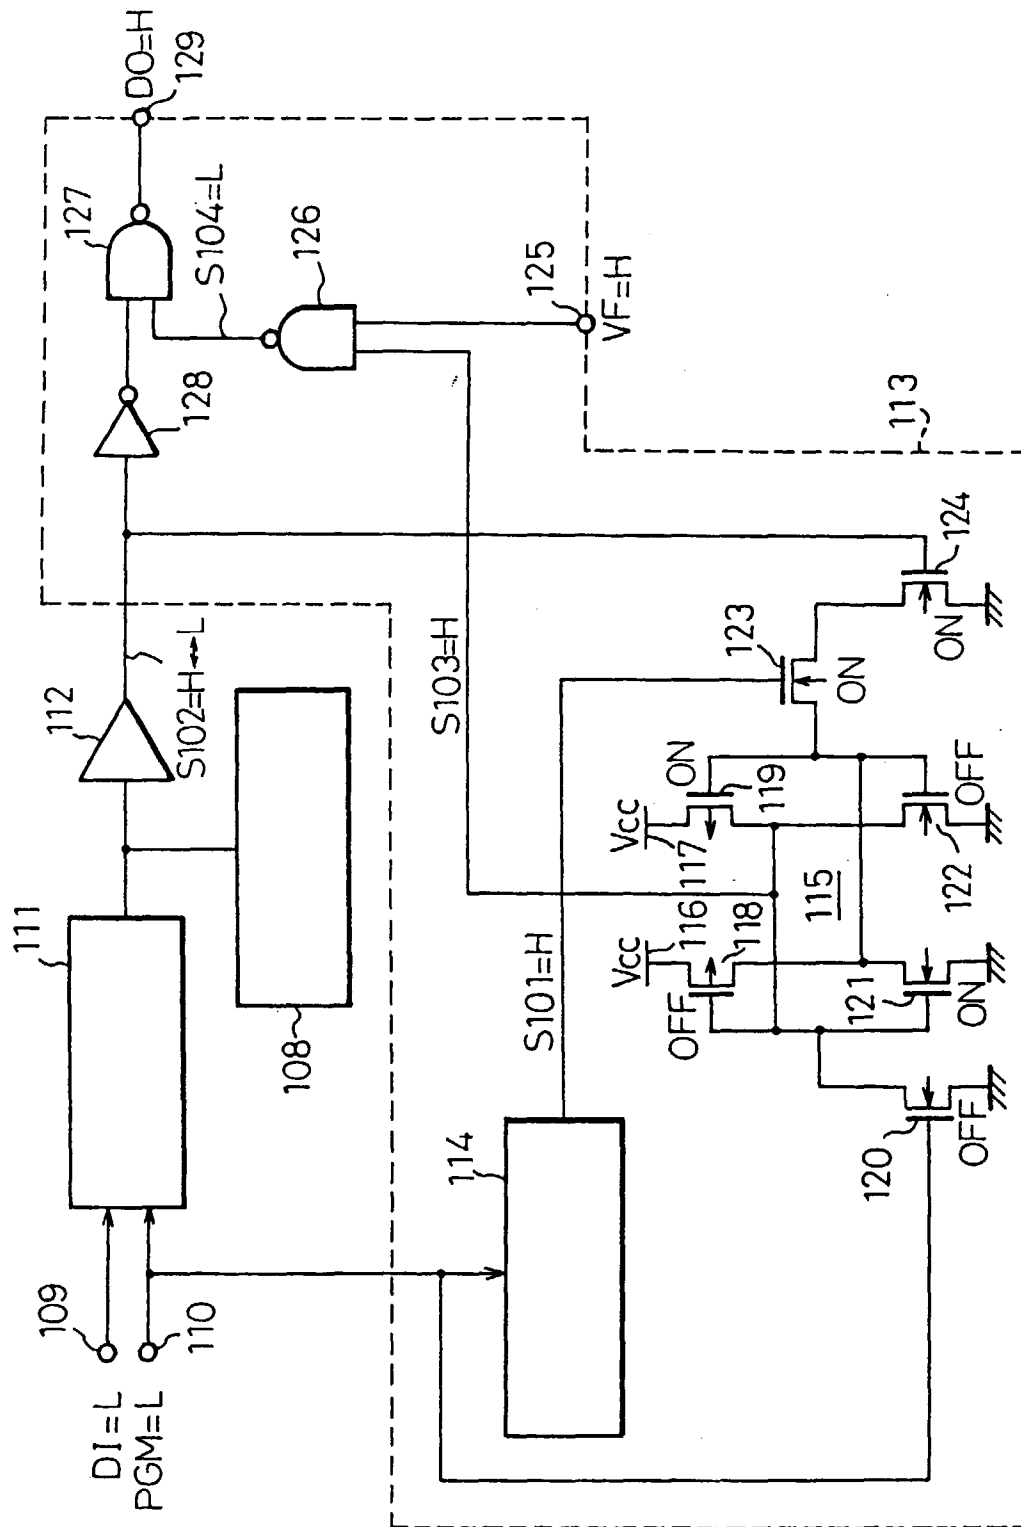 DI=L
PGM=L
109
110
111
108
112
S102=H↔L
128
127
DO=H
129
S104=L
126
125
VF=H
113
S103=H
S101=H
114
123
ON
124
ON
Vcc
117
ON
119
Vcc
116
118
OFF
115
121
ON
122
OFF
120
OFF